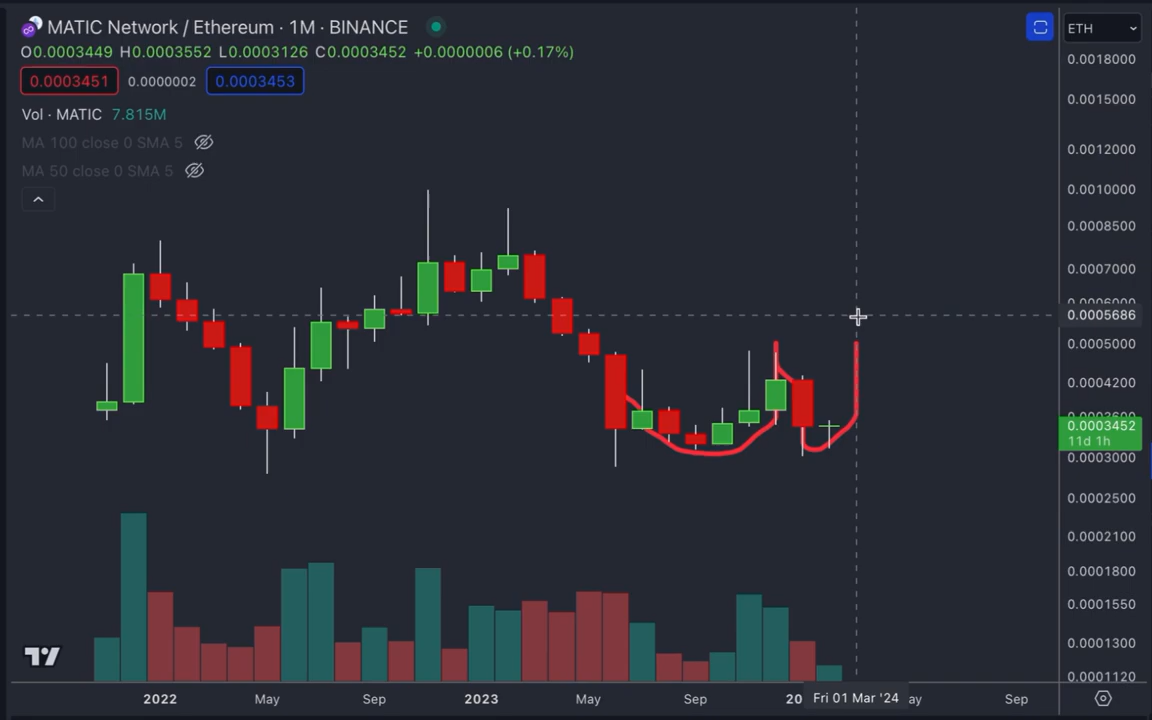 MATIC Network / Ethereum · 1M · BINANCE
O0.0003449 H0.0003552 L0.0003126 C0.0003452 +0.0000006 (+0.17%)
0.0003451 0.0000002 0.0003453
Vol · MATIC 7.815M
MA 100 close 0 SMA 5
MA 50 close 0 SMA 5
ETH
0.0018000
0.0015000
0.0012000
0.0010000
0.0008500
0.0007000
0.0006000
0.0005686
0.0005000
0.0004200
0.0003452
11d 1h
0.0003000
0.0002500
0.0002100
0.0001800
0.0001550
0.0001300
0.0001120
2022 May Sep 2023 May Sep 20 Fri 01 Mar '24 ay Sep